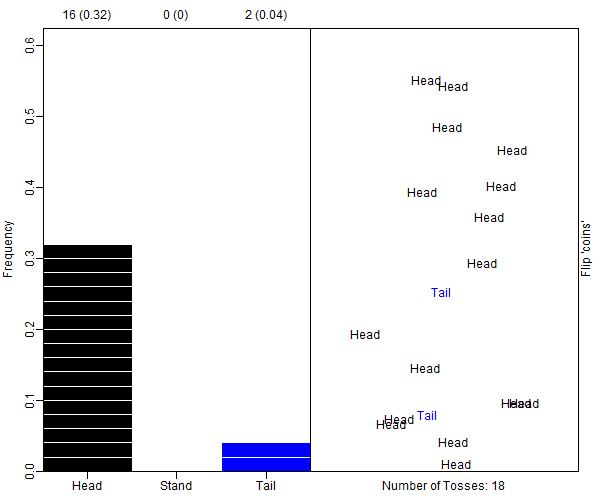 16 (0.32) 0 (0) 2 (0.04)
Frequency
0.6
0.5
0.4
0.3
0.2
0.1
0.0
Head Stand Tail
Head
Head
Head
Head
Head
Head
Head
Head
Tail
Head
Head
Head
Head
Tail
Head
Head
Head
Head
Number of Tosses: 18
Flip 'coins'